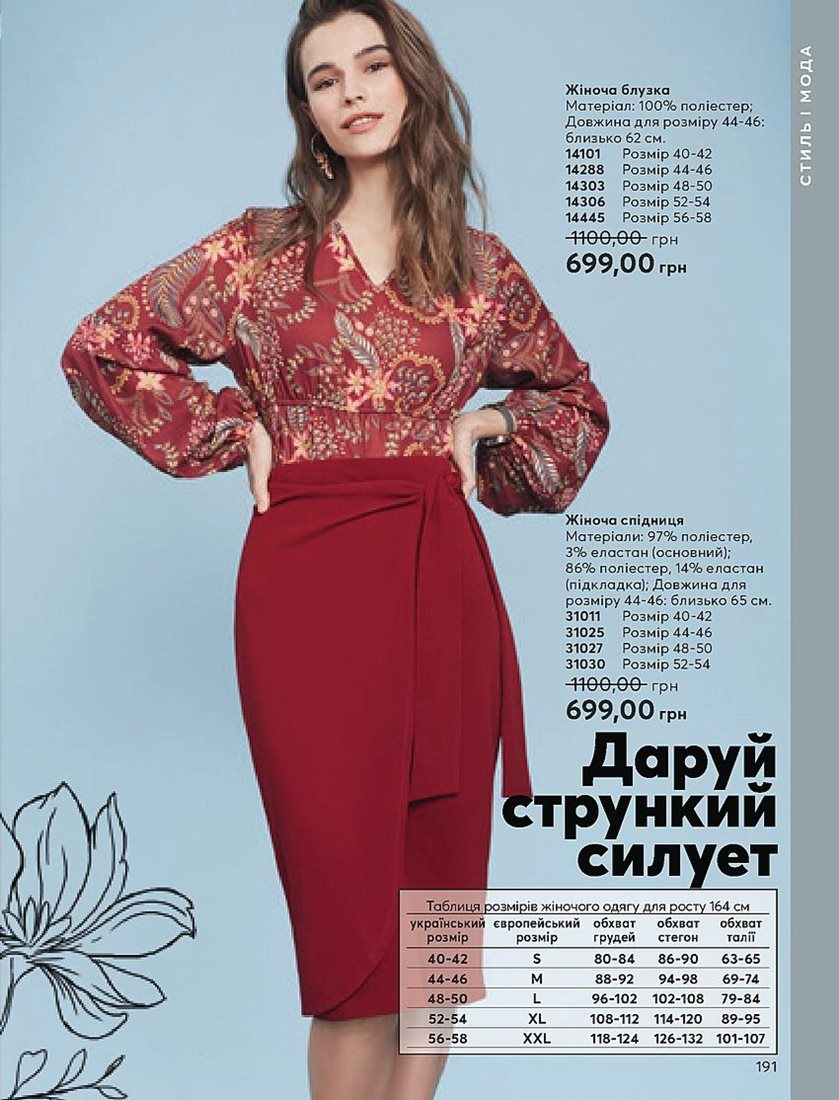 СТИЛЬ І МОДА
Жіноча блузка
Матеріал: 100% поліестер;
Довжина для розміру 44-46:
близько 62 см.
14101 Розмір 40-42
14288 Розмір 44-46
14303 Розмір 48-50
14306 Розмір 52-54
14445 Розмір 56-58
1100,00 грн
699,00 грн
Жіноча спідниця
Матеріали: 97% поліестер,
3% еластан (основний);
86% поліестер, 14% еластан
(підкладка); Довжина для
розміру 44-46: близько 65 см.
31011 Розмір 40-42
31025 Розмір 44-46
31027 Розмір 48-50
31030 Розмір 52-54
1100,00 грн
699,00 грн
Даруй
стрункий
силует
Таблиця розмірів жіночого одягу для росту 164 см
український європейський обхват обхват обхват
розмір розмір грудей стегон талії
40-42 S 80-84 86-90 63-65
44-46 M 88-92 94-98 69-74
48-50 L 96-102 102-108 79-84
52-54 XL 108-112 114-120 89-95
56-58 XXL 118-124 126-132 101-107
191